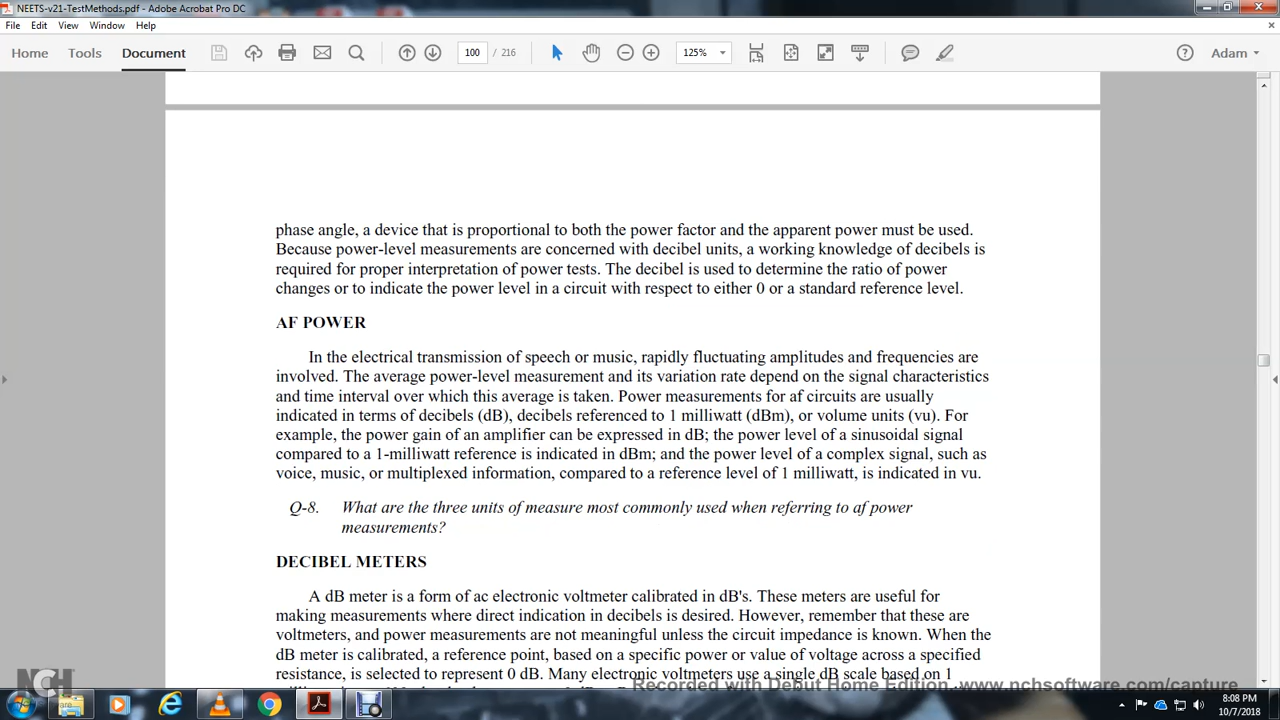 NEETS-v21-TestMethods.pdf - Adobe Acrobat Pro DC
File Edit View Window Help
Home Tools Document 100 / 216 125% Adam
phase angle, a device that is proportional to both the power factor and the apparent power must be used.
Because power-level measurements are concerned with decibel units, a working knowledge of decibels is
required for proper interpretation of power tests. The decibel is used to determine the ratio of power
changes or to indicate the power level in a circuit with respect to either 0 or a standard reference level.
AF POWER
In the electrical transmission of speech or music, rapidly fluctuating amplitudes and frequencies are
involved. The average power-level measurement and its variation rate depend on the signal characteristics
and time interval over which this average is taken. Power measurements for af circuits are usually
indicated in terms of decibels (dB), decibels referenced to 1 milliwatt (dBm), or volume units (vu). For
example, the power gain of an amplifier can be expressed in dB; the power level of a sinusoidal signal
compared to a 1-milliwatt reference is indicated in dBm; and the power level of a complex signal, such as
voice, music, or multiplexed information, compared to a reference level of 1 milliwatt, is indicated in vu.
Q-8. What are the three units of measure most commonly used when referring to af power
measurements?
DECIBEL METERS
A dB meter is a form of ac electronic voltmeter calibrated in dB's. These meters are useful for
making measurements where direct indication in decibels is desired. However, remember that these are
voltmeters, and power measurements are not meaningful unless the circuit impedance is known. When the
dB meter is calibrated, a reference point, based on a specific power or value of voltage across a specified
resistance, is selected to represent 0 dB. Many electronic voltmeters use a single dB scale based on 1
NCH
Recorded with Debut Home Edition www.nchsoftware.com/capture
8:08 PM
10/7/2018